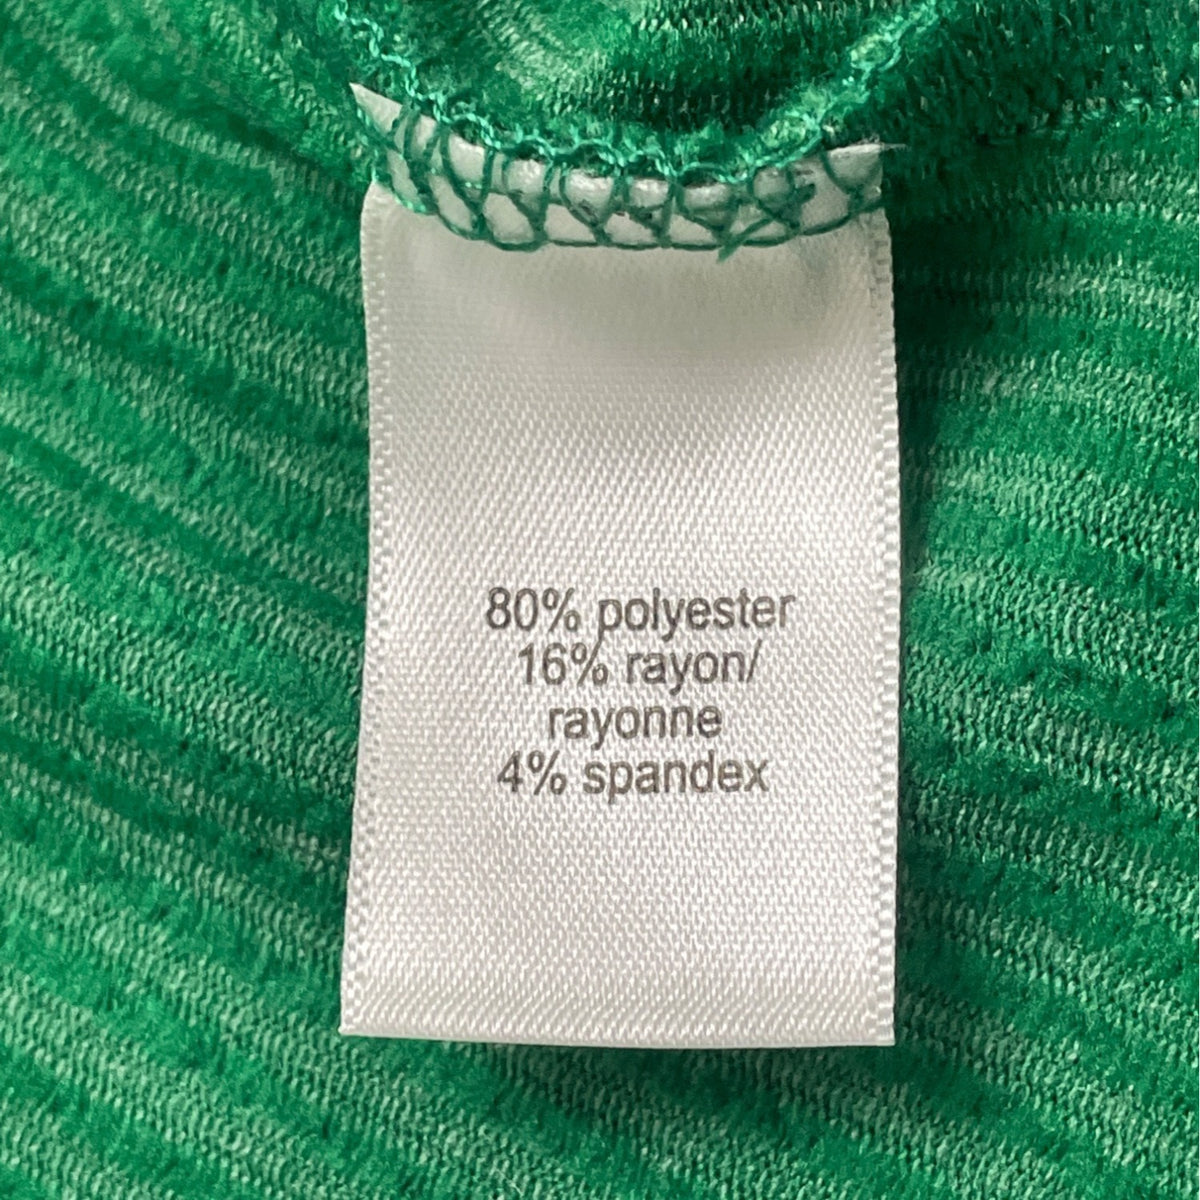 80% polyester
16% rayon/
rayonne
4% spandex